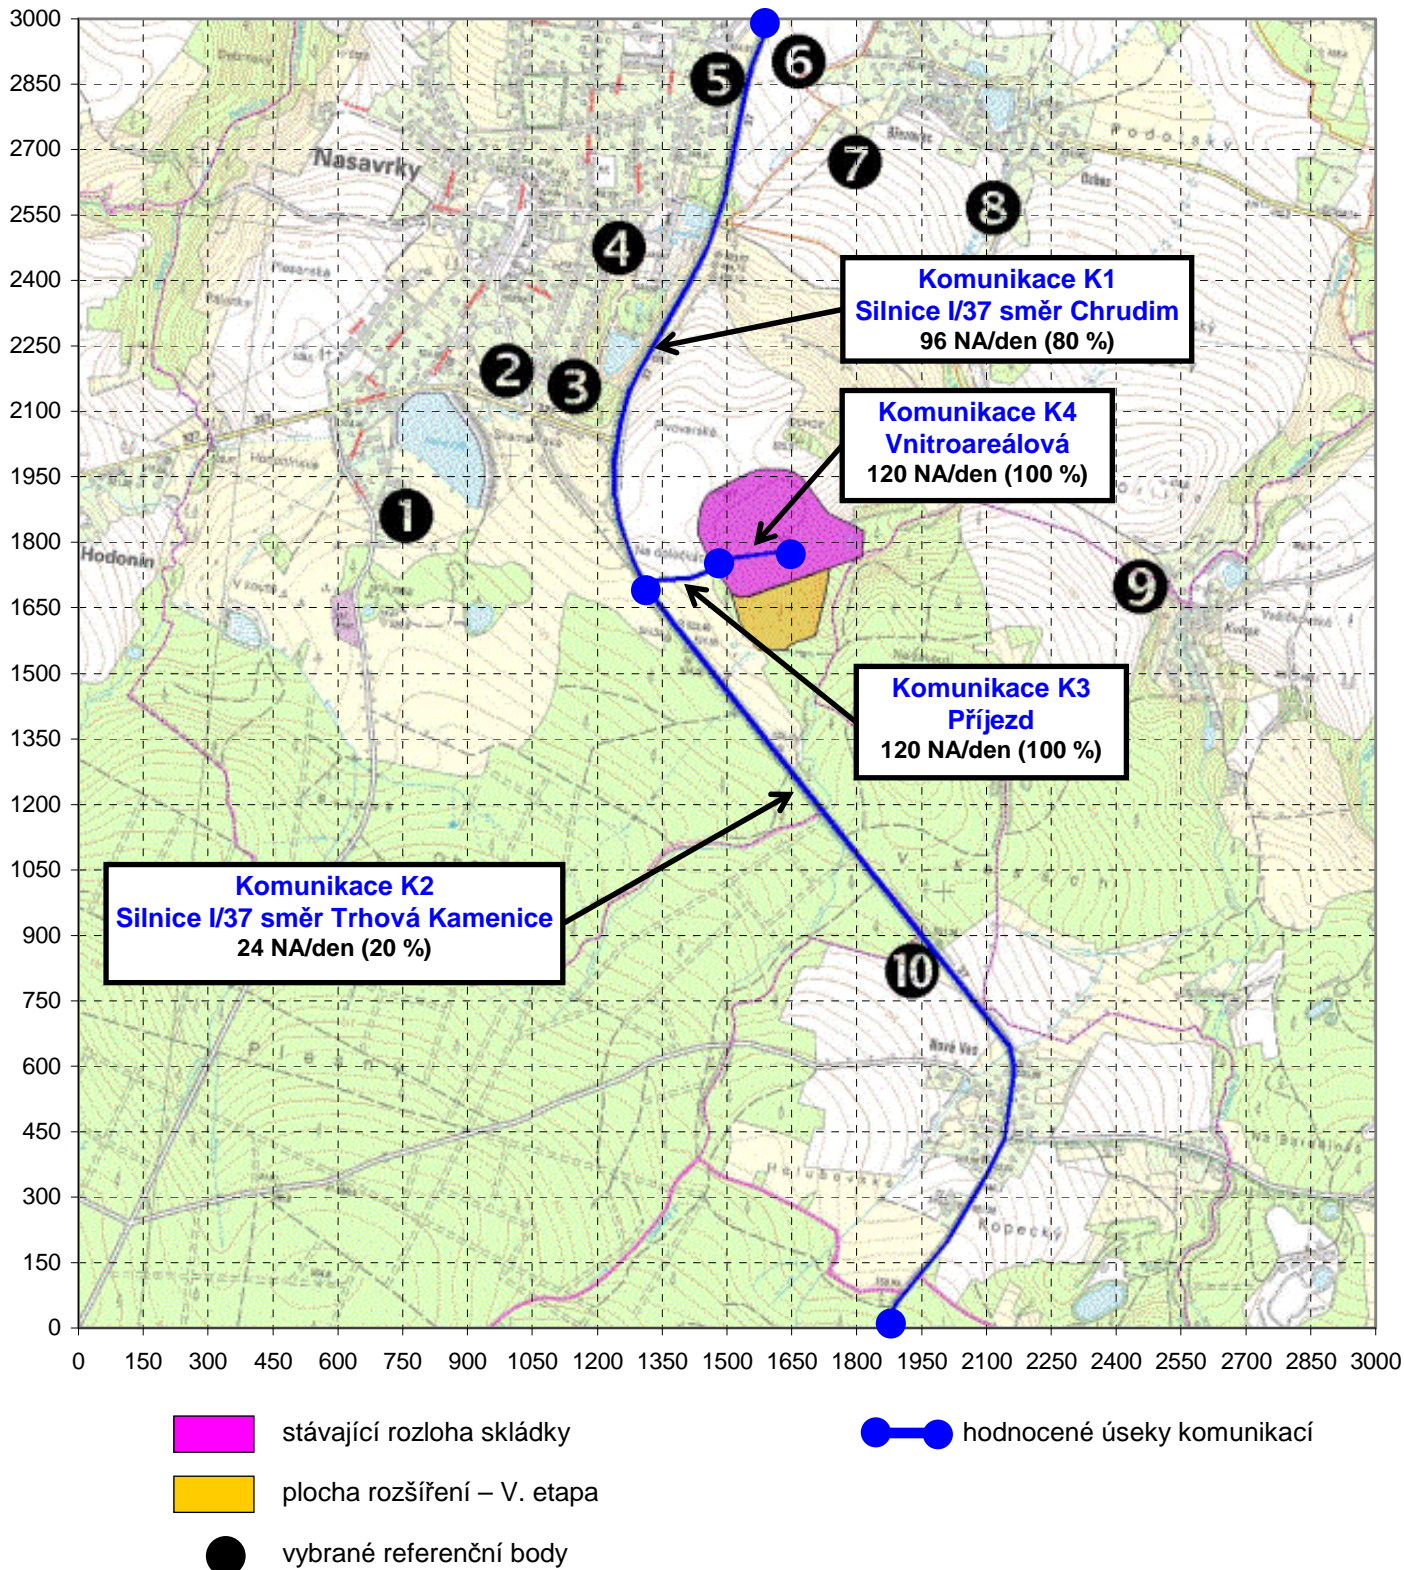 3000
2850
2700
2550
2400
2250
2100
1950
1800
1650
1500
1350
1200
1050
900
750
600
450
300
150
0
0 150 300 450 600 750 900 1050 1200 1350 1500 1650 1800 1950 2100 2250 2400 2550 2700 2850 3000
6
5
7
8
4
2
3
1
9
10
Nasavrky
Hodonín
Nová Ves
Kopecký
Komunikace K1
Silnice I/37 směr Chrudim
96 NA/den (80 %)
Komunikace K4
Vnitroareálová
120 NA/den (100 %)
Komunikace K3
Příjezd
120 NA/den (100 %)
Komunikace K2
Silnice I/37 směr Trhová Kamenice
24 NA/den (20 %)
stávající rozloha skládky
hodnocené úseky komunikací
plocha rozšíření – V. etapa
vybrané referenční body